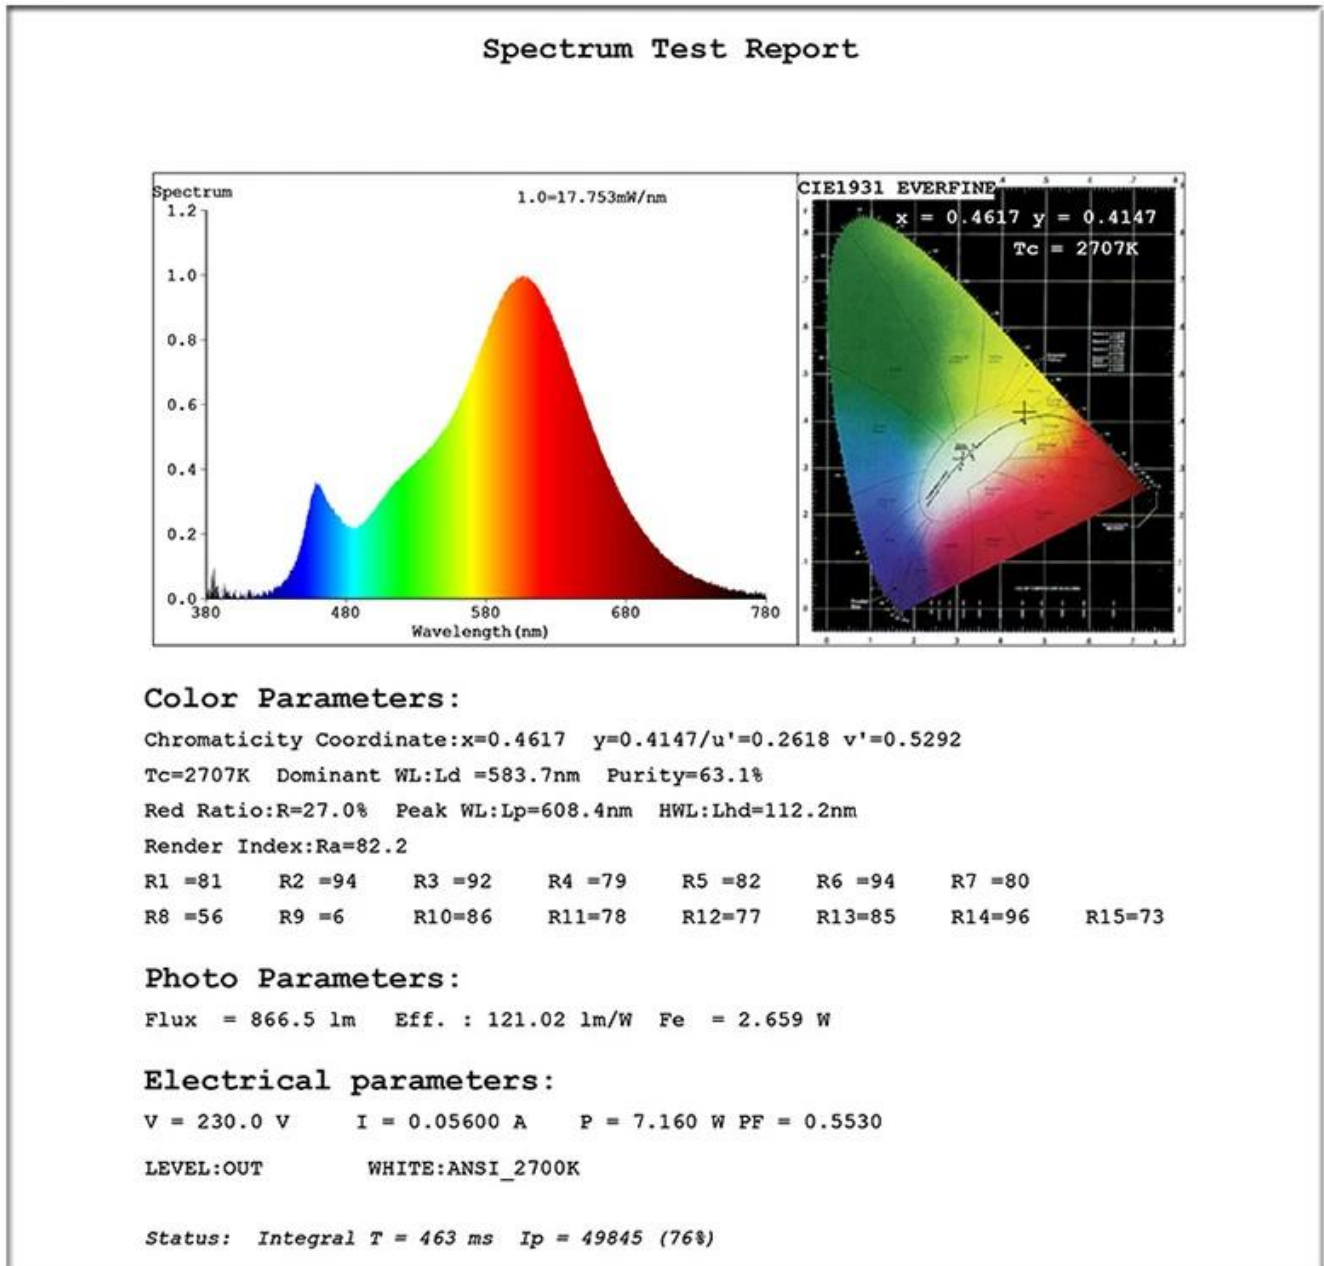 Spectrum Test Report
Spectrum
1.0=17.753mW/nm
1.2
1.0
0.8
0.6
0.4
0.2
0.0
380 480 580 680 780
Wavelength(nm)
CIE1931 EVERFINE
x = 0.4617 y = 0.4147
Tc = 2707K
Color Parameters:
Chromaticity Coordinate:x=0.4617 y=0.4147/u'=0.2618 v'=0.5292
Tc=2707K Dominant WL:Ld =583.7nm Purity=63.1%
Red Ratio:R=27.0% Peak WL:Lp=608.4nm HWL:Lhd=112.2nm
Render Index:Ra=82.2
R1 =81 R2 =94 R3 =92 R4 =79 R5 =82 R6 =94 R7 =80
R8 =56 R9 =6 R10=86 R11=78 R12=77 R13=85 R14=96 R15=73
Photo Parameters:
Flux = 866.5 lm Eff. : 121.02 lm/W Fe = 2.659 W
Electrical parameters:
V = 230.0 V I = 0.05600 A P = 7.160 W PF = 0.5530
LEVEL:OUT WHITE:ANSI_2700K
Status: Integral T = 463 ms Ip = 49845 (76%)